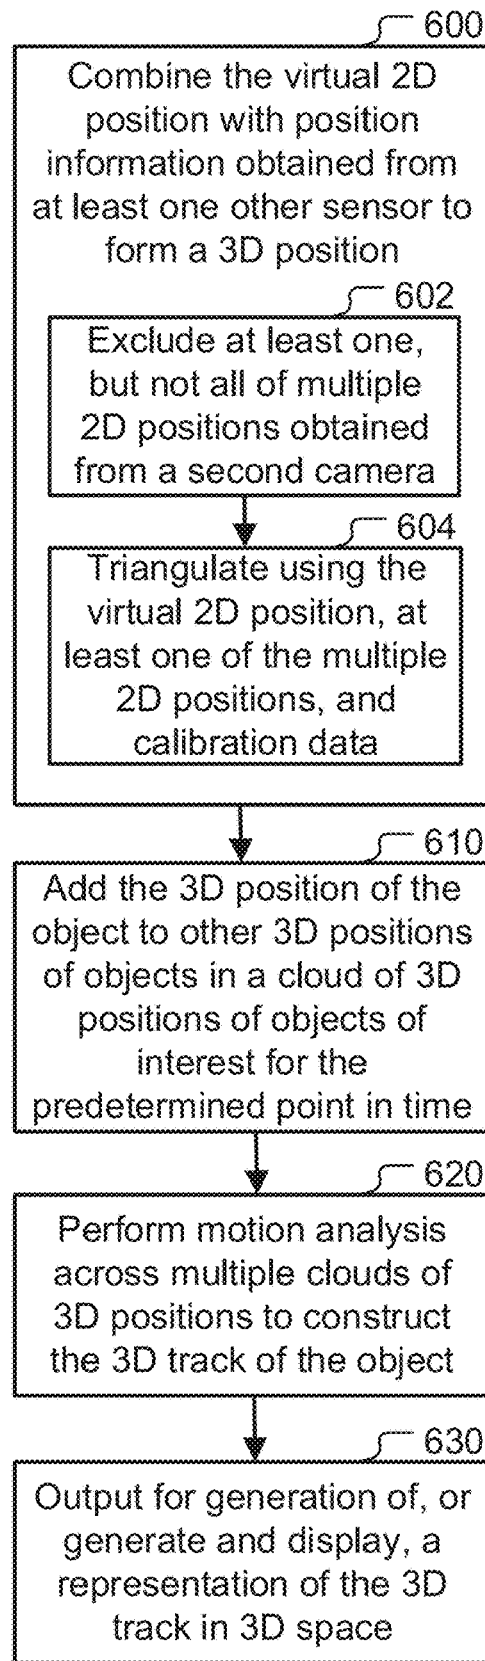 600
Combine the virtual 2D
position with position
information obtained from
at least one other sensor to
form a 3D position
602
Exclude at least one,
but not all of multiple
2D positions obtained
from a second camera
604
Triangulate using the
virtual 2D position, at
least one of the multiple
2D positions, and
calibration data
610
Add the 3D position of the
object to other 3D positions
of objects in a cloud of 3D
positions of objects of
interest for the
predetermined point in time
620
Perform motion analysis
across multiple clouds of
3D positions to construct
the 3D track of the object
630
Output for generation of, or
generate and display, a
representation of the 3D
track in 3D space